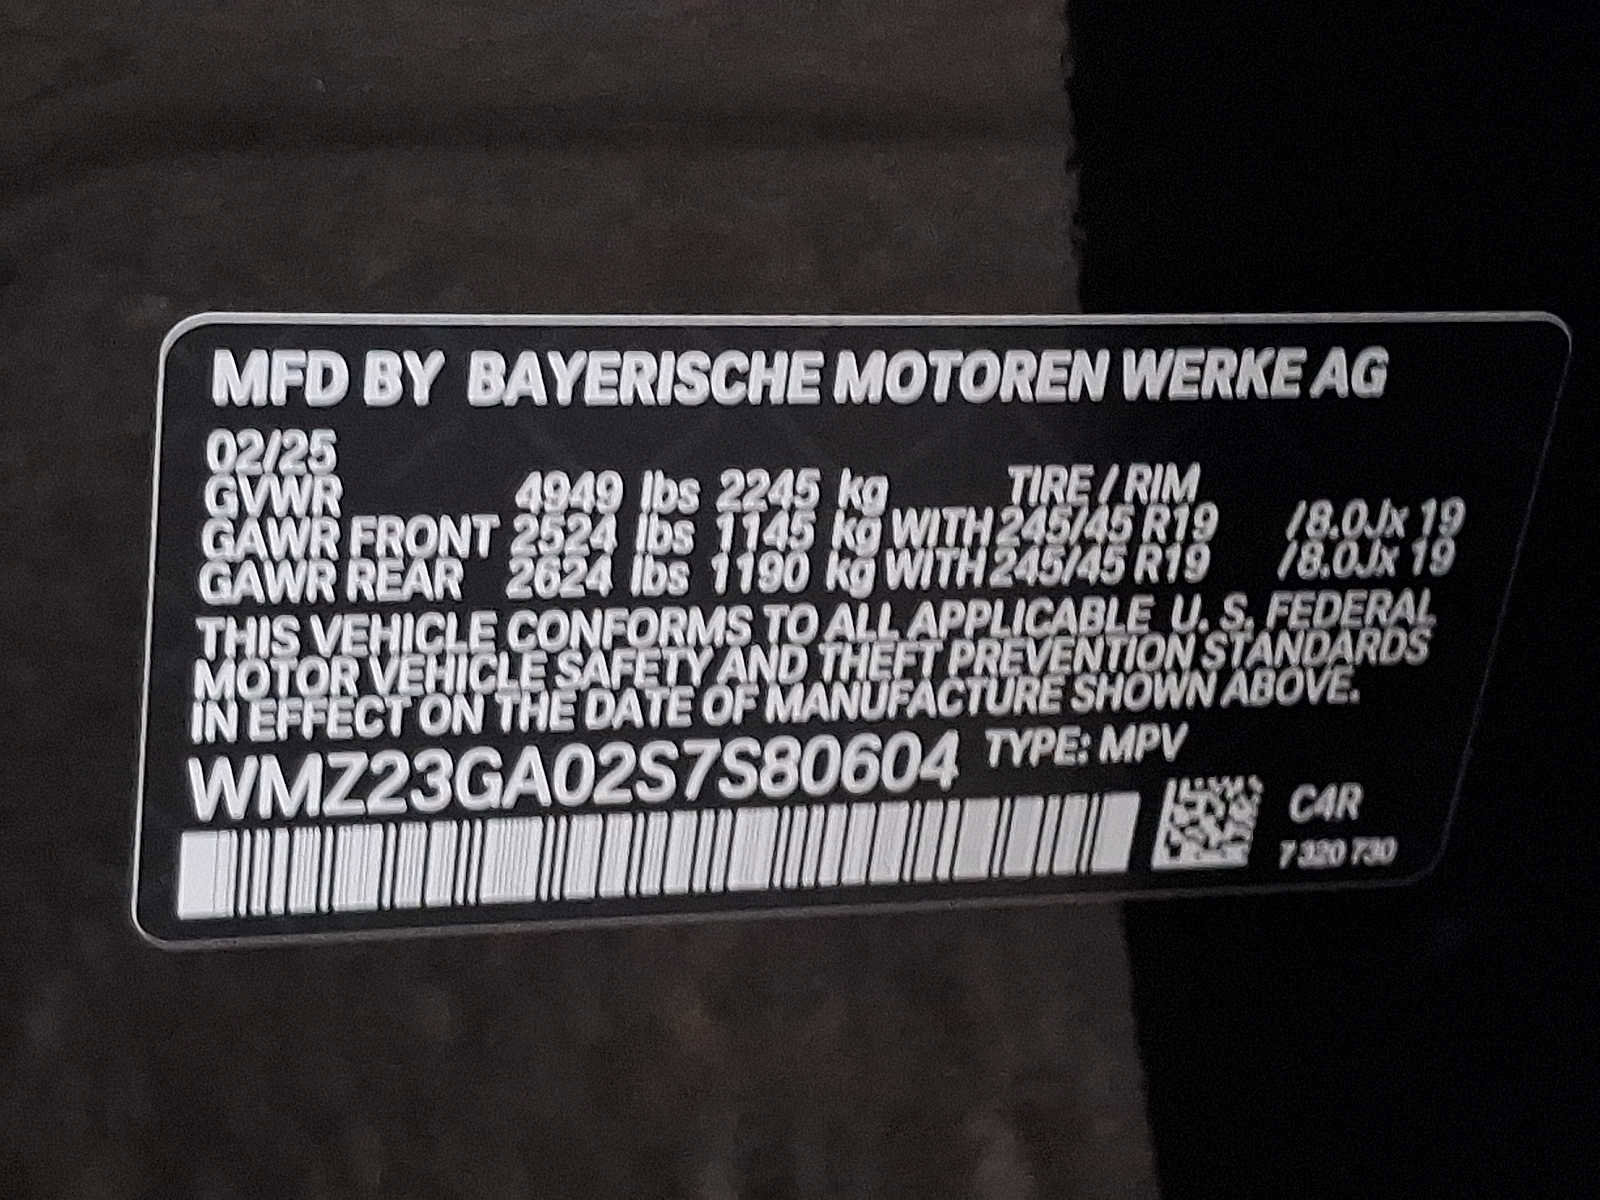 MFD BY BAYERISCHE MOTOREN WERKE AG
02/25
GVWR 4949 lbs 2245 kg TIRE / RIM
GAWR FRONT 2524 lbs 1145 kg WITH 245/45 R19 /8.0Jx 19
GAWR REAR 2624 lbs 1190 kg WITH 245/45 R19 /8.0Jx 19
THIS VEHICLE CONFORMS TO ALL APPLICABLE U. S. FEDERAL
MOTOR VEHICLE SAFETY AND THEFT PREVENTION STANDARDS
IN EFFECT ON THE DATE OF MANUFACTURE SHOWN ABOVE.
WMZ23GA02S7S80604 TYPE: MPV
C4R
7 320 730